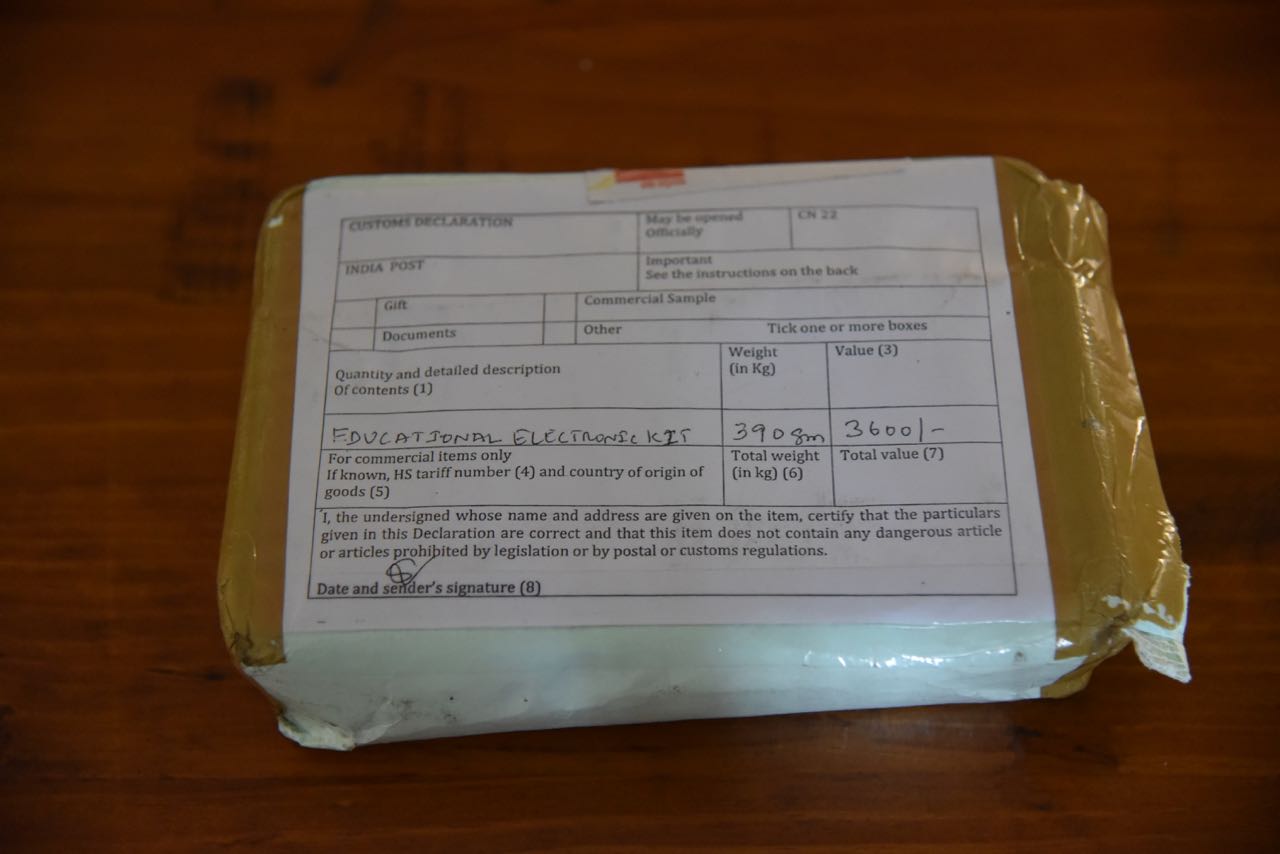 CUSTOMS DECLARATION
May be opened
Officially
CN 22
INDIA POST
Important
See the instructions on the back
Gift
Commercial Sample
Documents
Other
Tick one or more boxes
Quantity and detailed description
Of contents (1)
Weight
(in Kg)
Value (3)
EDUCATIONAL ELECTRONIC KIT
390 gm
3600/-
For commercial items only
If known, HS tariff number (4) and country of origin of
goods (5)
Total weight
(in kg) (6)
Total value (7)
I, the undersigned whose name and address are given on the item, certify that the particulars
given in this Declaration are correct and that this item does not contain any dangerous article
or articles prohibited by legislation or by postal or customs regulations.
Date and sender's signature (8)